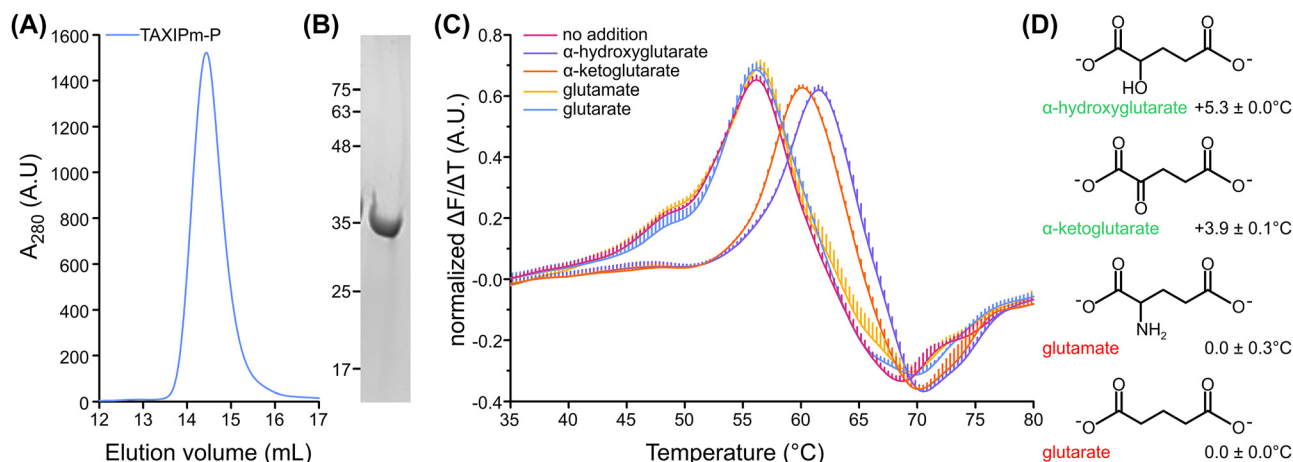 (A)
TAXIPm-P
1600
1400
1200
1000
800
600
400
200
0
A280 (A.U)
12 13 14 15 16 17
Elution volume (mL)
(B)
75
63
48
35
25
17
(C)
no addition
α-hydroxyglutarate
α-ketoglutarate
glutamate
glutarate
0.8
0.6
0.4
0.2
-0.0
-0.2
-0.4
normalized ΔF/ΔT (A.U.)
35 40 45 50 55 60 65 70 75 80
Temperature (°C)
(D)
O O
-O O-
HO
α-hydroxyglutarate +5.3 ± 0.0°C
O O
-O O-
O
α-ketoglutarate +3.9 ± 0.1°C
O O
-O O-
NH2
glutamate 0.0 ± 0.3°C
O O
-O O-
glutarate 0.0 ± 0.0°C